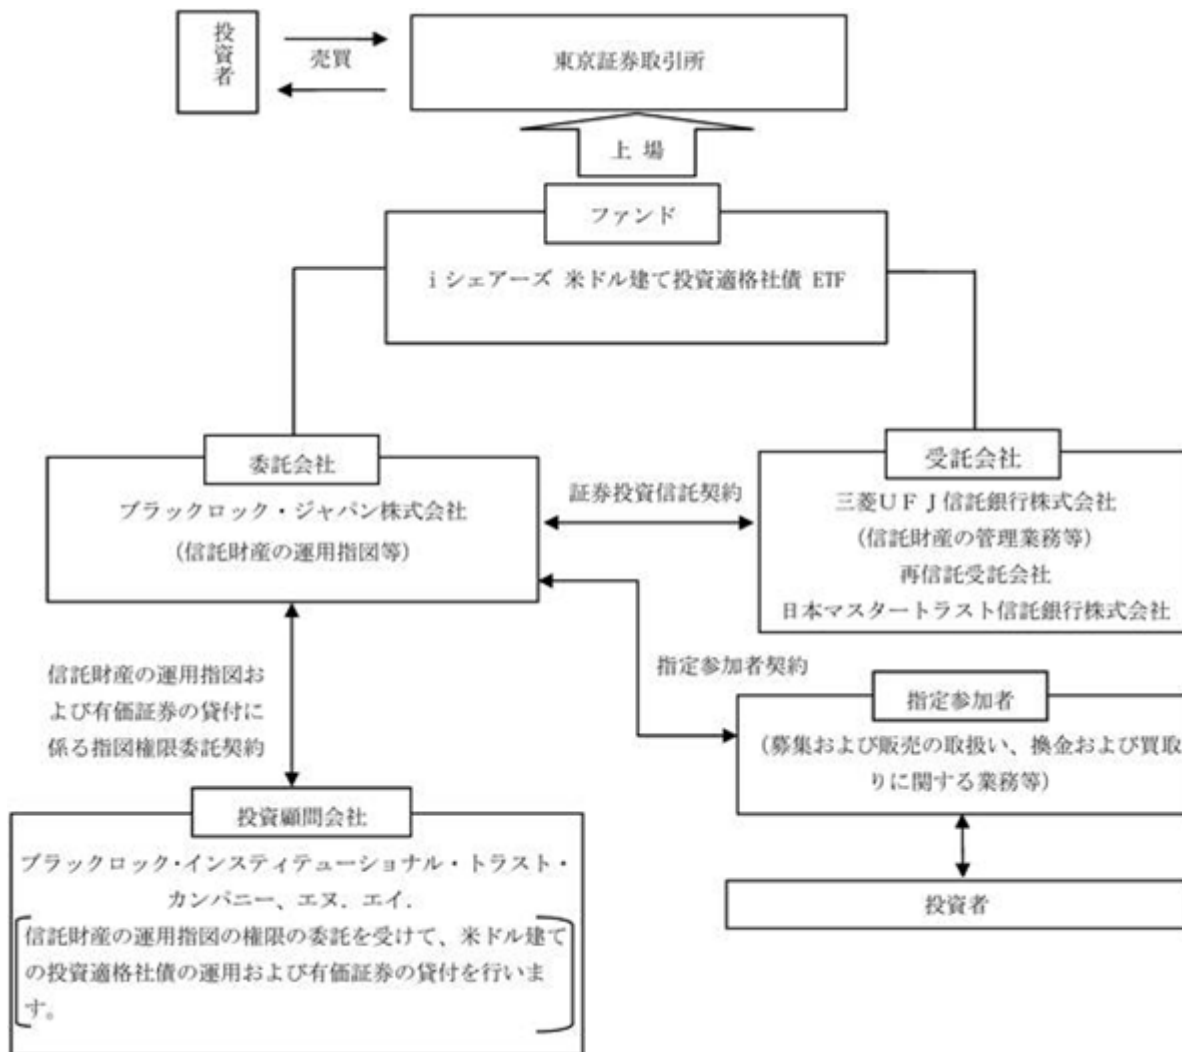 投資者
売買
東京証券取引所
上 場
ファンド
i シェアーズ 米ドル建て投資適格社債 ETF
委託会社
ブラックロック・ジャパン株式会社
(信託財産の運用指図等)
証券投資信託契約
受託会社
三菱UFJ信託銀行株式会社
(信託財産の管理業務等)
再信託受託会社
日本マスタートラスト信託銀行株式会社
信託財産の運用指図お
よび有価証券の貸付に
係る指図権限委託契約
指定参加者契約
指定参加者
(募集および販売の取扱い、換金および買取
りに関する業務等)
投資者
投資顧問会社
ブラックロック・インスティテューショナル・トラスト・
カンパニー、エヌ．エイ．
信託財産の運用指図の権限の委託を受けて、米ドル建て
の投資適格社債の運用および有価証券の貸付を行いま
す。